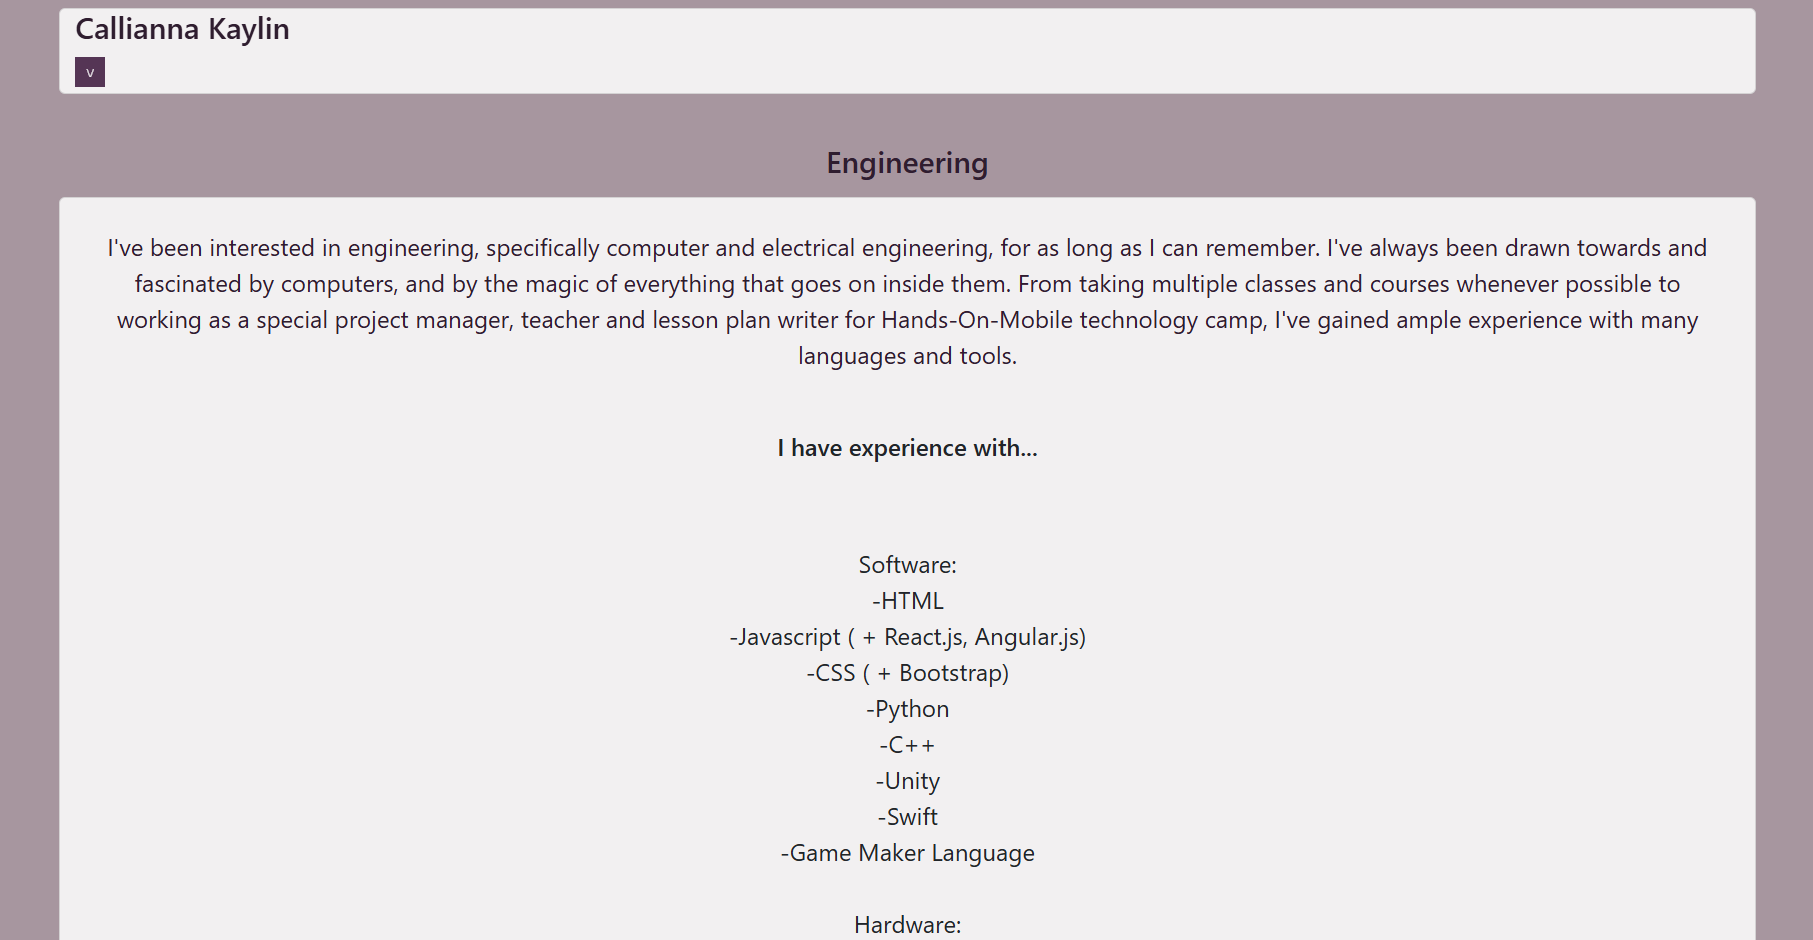 Callianna Kaylin
v
Engineering
I've been interested in engineering, specifically computer and electrical engineering, for as long as I can remember. I've always been drawn towards and
fascinated by computers, and by the magic of everything that goes on inside them. From taking multiple classes and courses whenever possible to
working as a special project manager, teacher and lesson plan writer for Hands-On-Mobile technology camp, I've gained ample experience with many
languages and tools.
I have experience with...
Software:
-HTML
-Javascript ( + React.js, Angular.js)
-CSS ( + Bootstrap)
-Python
-C++
-Unity
-Swift
-Game Maker Language
Hardware: